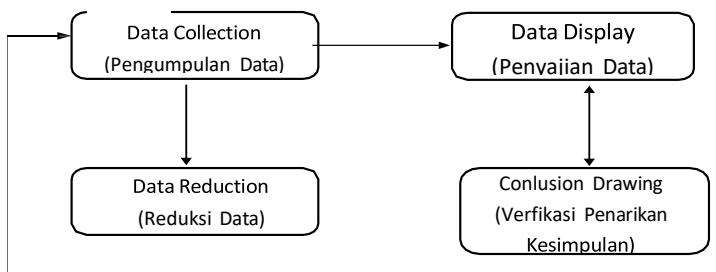 Data Collection
(Pengumpulan Data)
Data Display
(Penyajian Data)
Data Reduction
(Reduksi Data)
Conlusion Drawing
(Verfikasi Penarikan
Kesimpulan)